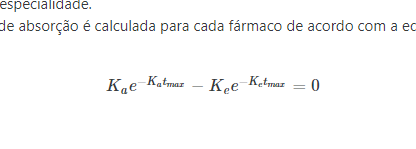 especialidade.
de absorção é calculada para cada fármaco de acordo com a
K_a e^{-K_a t_{max}} - K_e e^{-K_e t_{max}} = 0